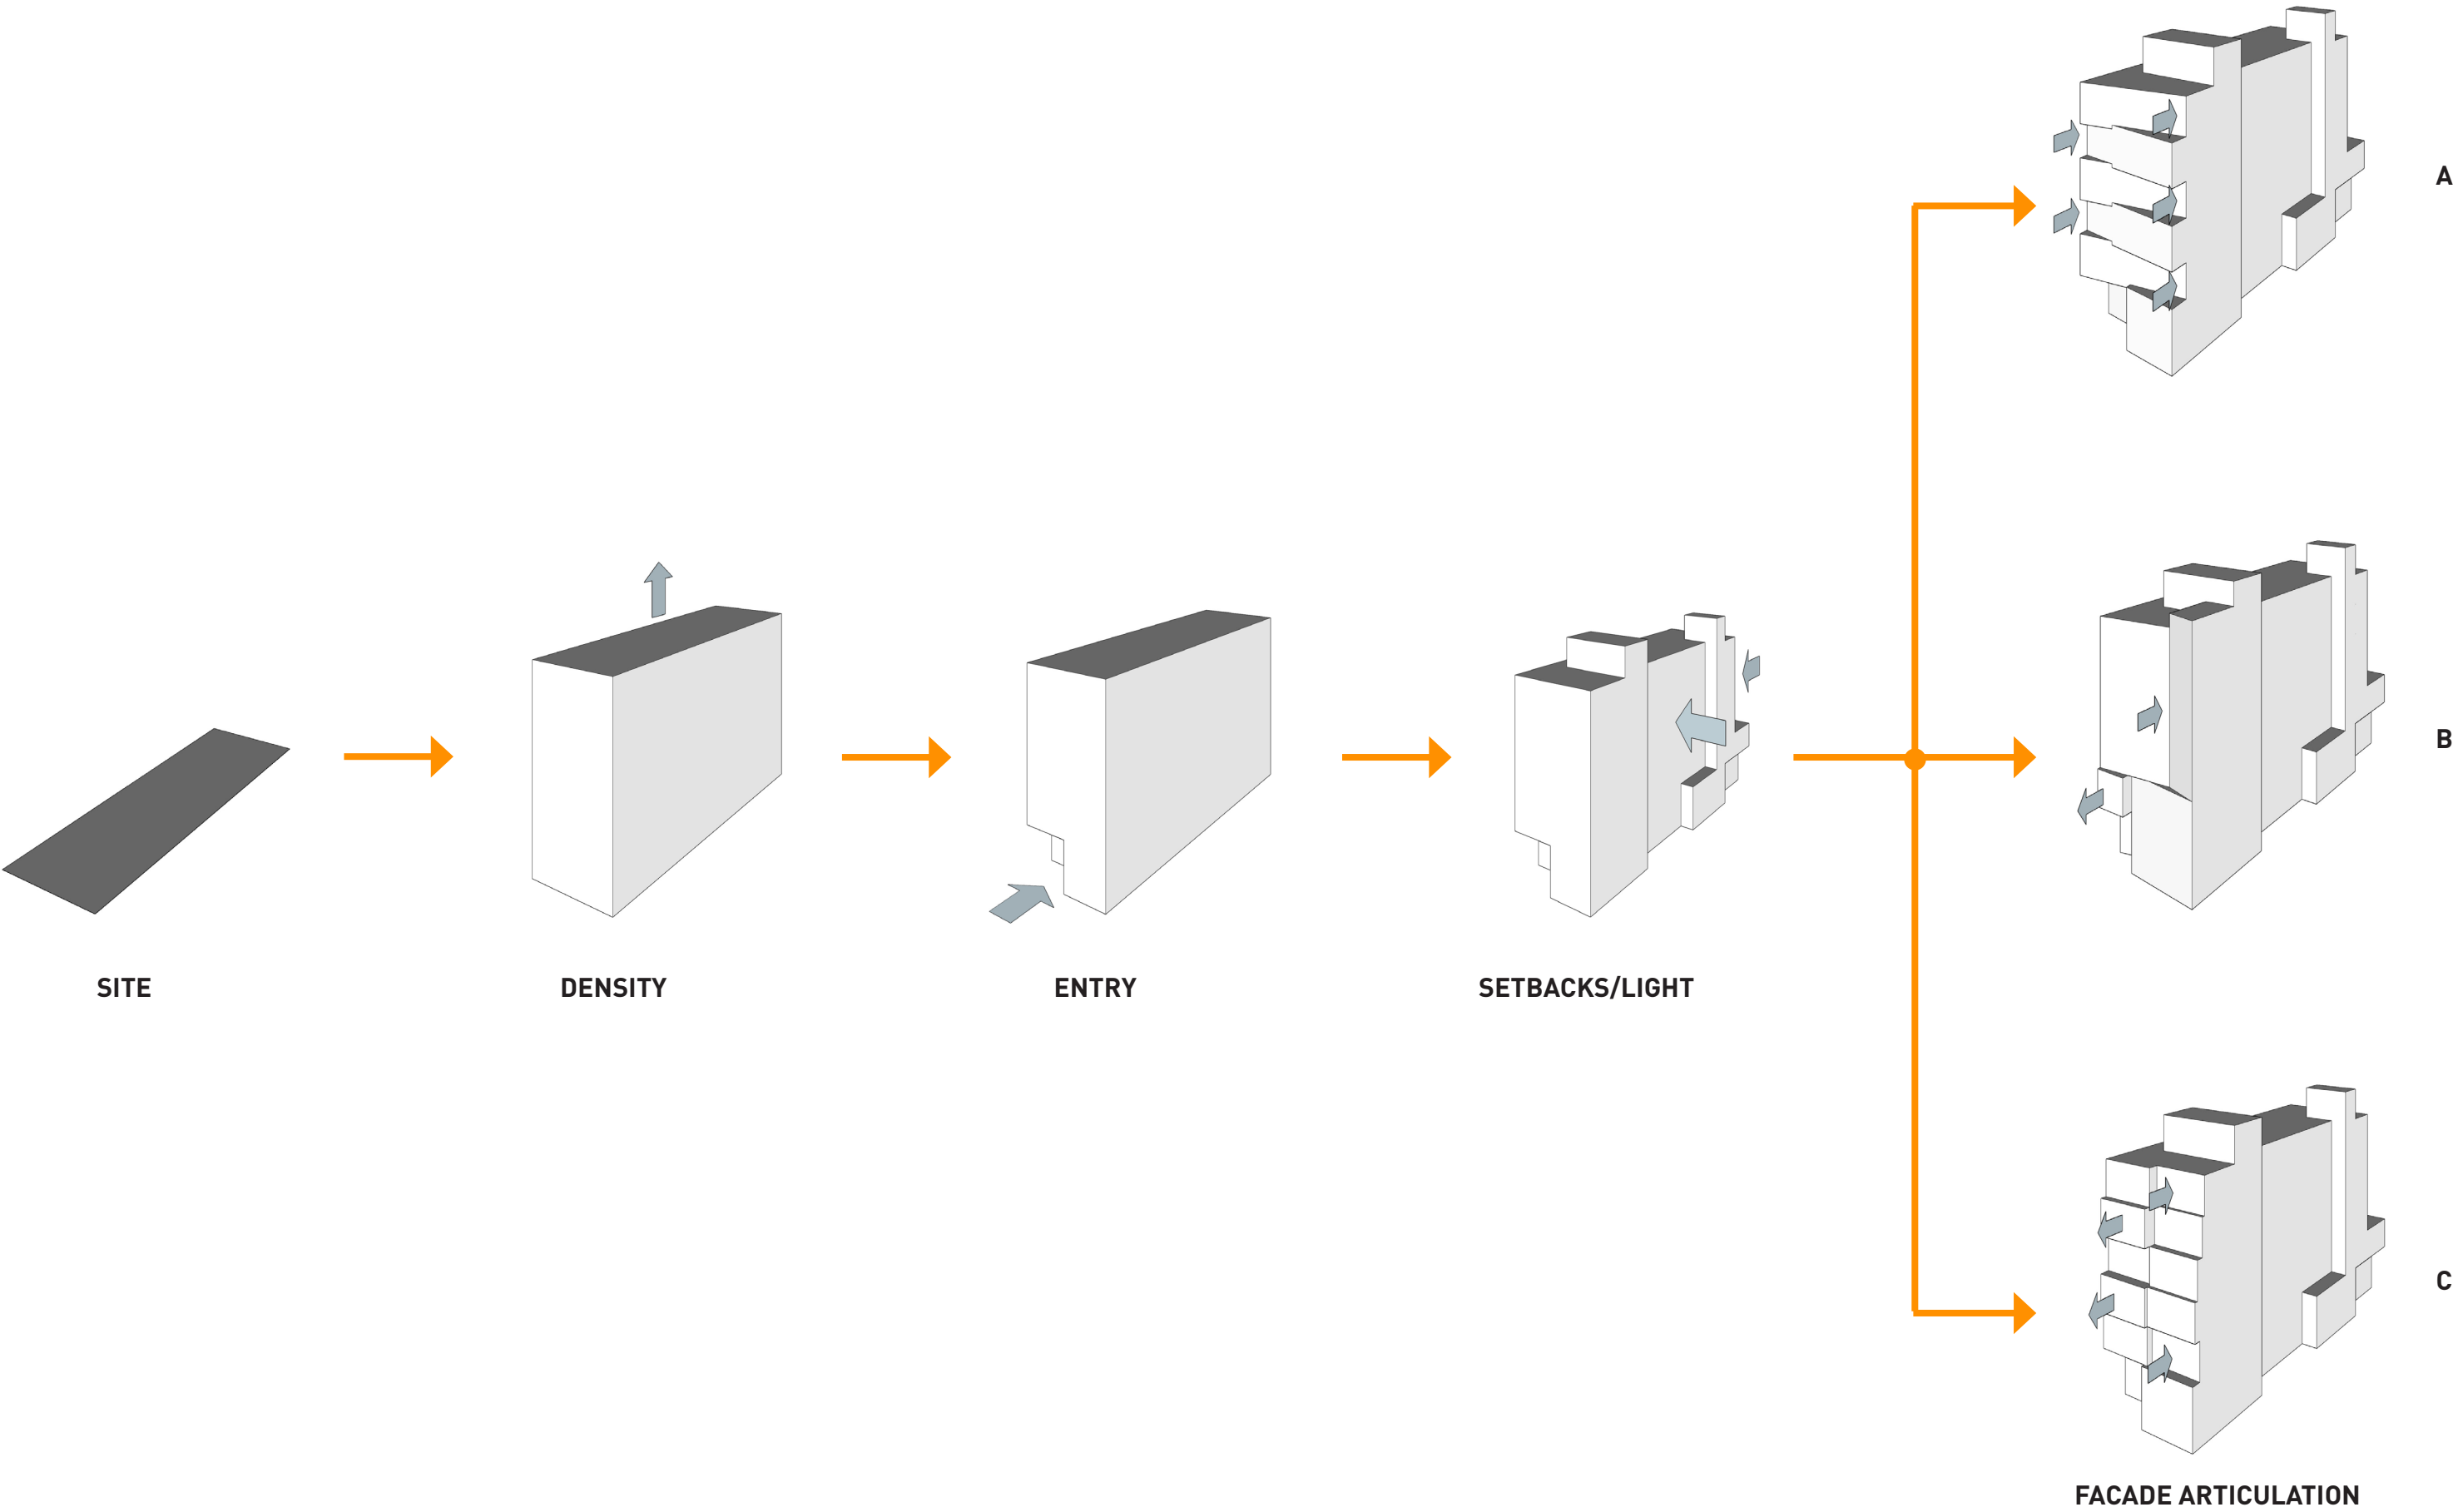 A
B
SITE
DENSITY
ENTRY
SETBACKS/LIGHT
C
FACADE ARTICULATION